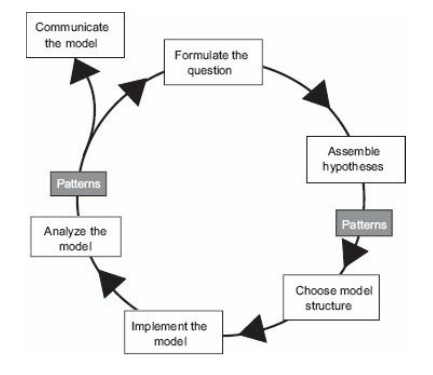 Communicate
the model
Formulate the
question
Assemble
hypotheses
Patterns
Choose model
structure
Implement the
model
Analyze the
model
Patterns